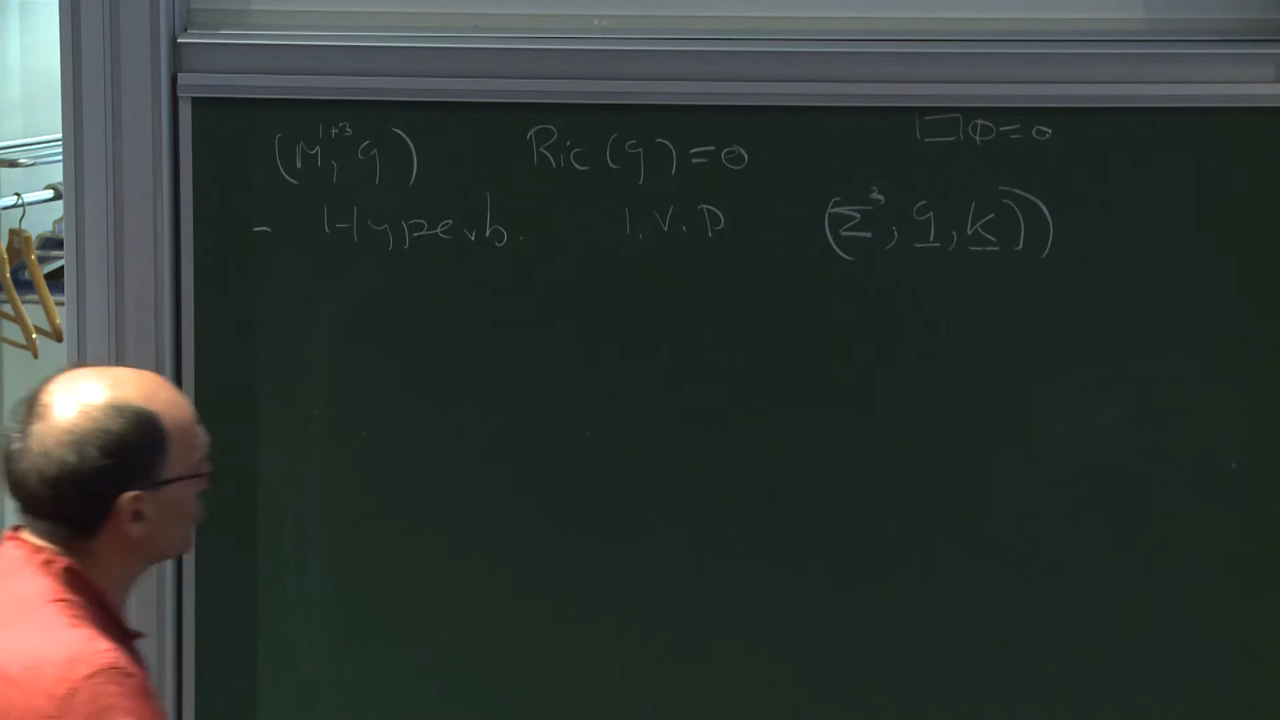 (M^{1+3}, g) Ric(g)=0 □ϕ=0
- Hyperb. I.V.P (Σ^3, g, k))